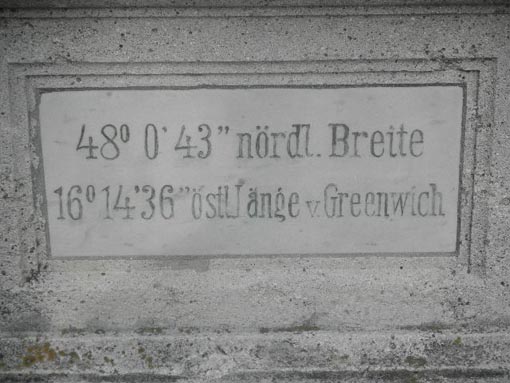 48° 0' 43" nördl. Breite
16° 14' 36" östl. Länge v. Greenwich